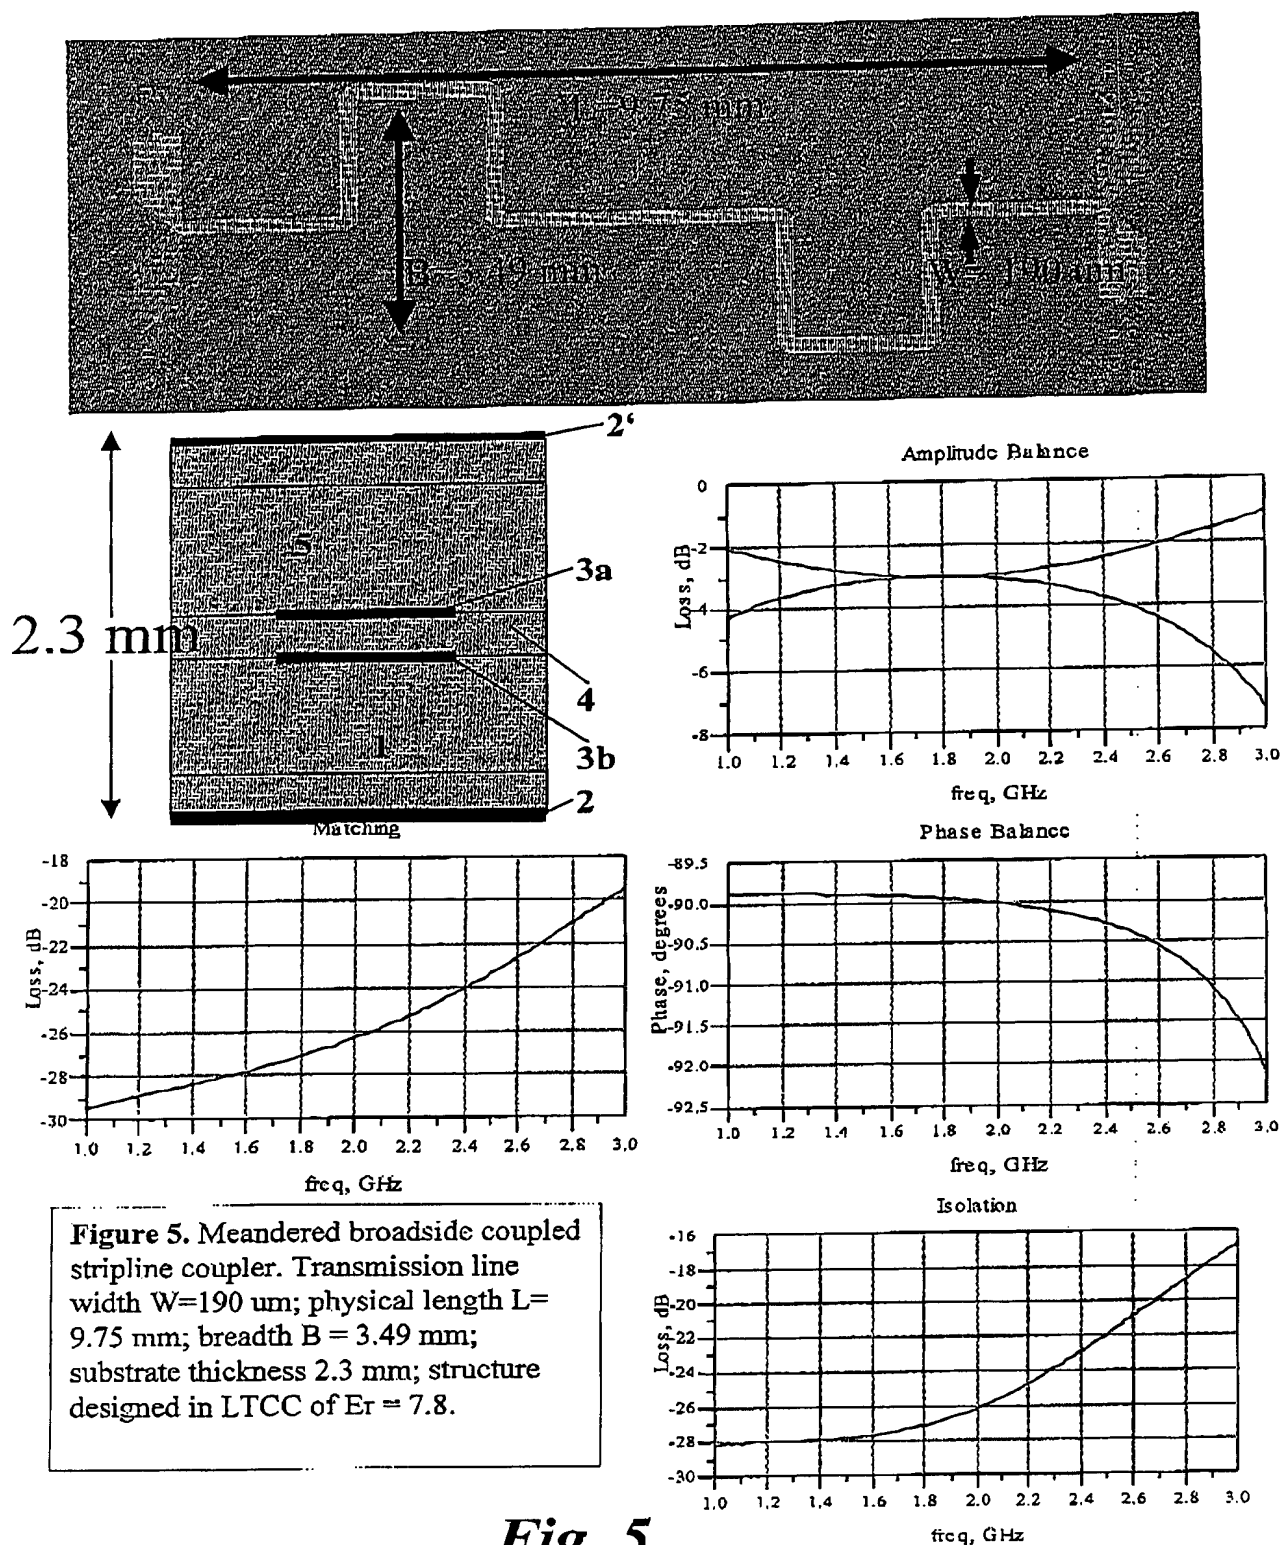 L=9.75 mm
B=3.49 mm
W= 190 um
2'
5
3a
2.3 mm
4
1
3b
2
Amplitude Balance
0
-2
-4
-6
-8
Loss, dB
1.0 1.2 1.4 1.6 1.8 2.0 2.2 2.4 2.6 2.8 3.0
freq, GHz
Matching
-18
-20
-22
-24
-26
-28
-30
Loss, dB
1.0 1.2 1.4 1.6 1.8 2.0 2.2 2.4 2.6 2.8 3.0
freq, GHz
Phase Balance
-89.5
-90.0
-90.5
-91.0
-91.5
-92.0
-92.5
Phase, degrees
1.0 1.2 1.4 1.6 1.8 2.0 2.2 2.4 2.6 2.8 3.0
freq, GHz
Figure 5. Meandered broadside coupled
stripline coupler. Transmission line
width W=190 um; physical length L=
9.75 mm; breadth B = 3.49 mm;
substrate thickness 2.3 mm; structure
designed in LTCC of Er = 7.8.
Isolation
-16
-18
-20
-22
-24
-26
-28
-30
Loss, dB
1.0 1.2 1.4 1.6 1.8 2.0 2.2 2.4 2.6 2.8 3.0
freq, GHz
Fig. 5